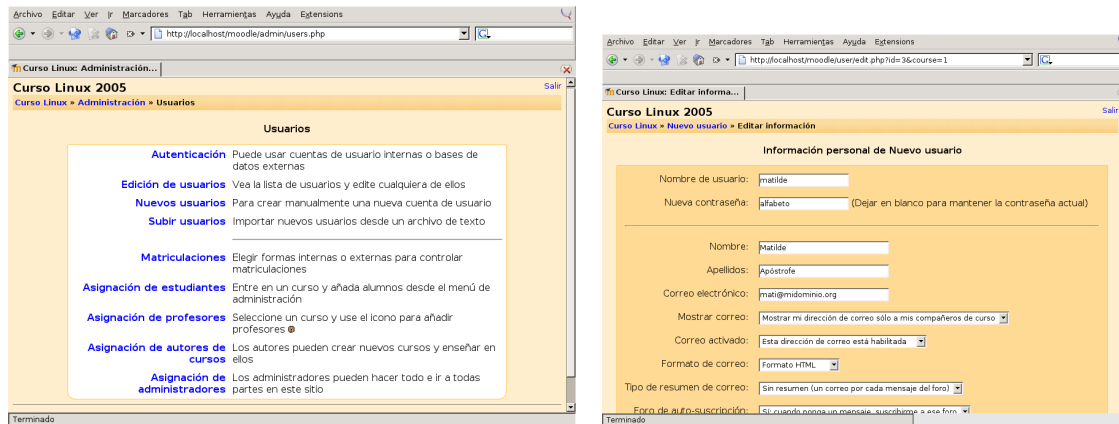 Archivo Editar Ver Ir Marcadores Tab Herramientas Ayuda Extensions
http://localhost/moodle/admin/users.php
Curso Linux: Administración...
Curso Linux 2005
Salir
Curso Linux » Administración » Usuarios
Usuarios
Autenticación Puede usar cuentas de usuario internas o bases de
datos externas
Edición de usuarios Vea la lista de usuarios y edite cualquiera de ellos
Nuevos usuarios Para crear manualmente una nueva cuenta de usuario
Subir usuarios Importar nuevos usuarios desde un archivo de texto
Matriculaciones Elegir formas internas o externas para controlar
matriculaciones
Asignación de estudiantes Entre en un curso y añada alumnos desde el menú de
administración
Asignación de profesores Seleccione un curso y use el icono para añadir
profesores
Asignación de autores de Los autores pueden crear nuevos cursos y enseñar en
cursos ellos
Asignación de Los administradores pueden hacer todo e ir a todas
administradores partes en este sitio
Terminado
Archivo Editar Ver Ir Marcadores Tab Herramientas Ayuda Extensions
http://localhost/moodle/user/edit.php?id=3&course=1
Curso Linux: Editar informa...
Curso Linux 2005
Salir
Curso Linux » Nuevo usuario » Editar información
Información personal de Nuevo usuario
Nombre de usuario: matilde
Nueva contraseña: alfabeto (Dejar en blanco para mantener la contraseña actual)
Nombre: Matilde
Apellidos: Apóstrofe
Correo electrónico: mati@midominio.org
Mostrar correo: Mostrar mi dirección de correo sólo a mis compañeros de curso
Correo activado: Esta dirección de correo está habilitada
Formato de correo: Formato HTML
Tipo de resumen de correo: Sin resumen (un correo por cada mensaje del foro)
Foro de auto-suscripción: Sí: cuando ponga un mensaje, suscribirme a ese foro
Terminado